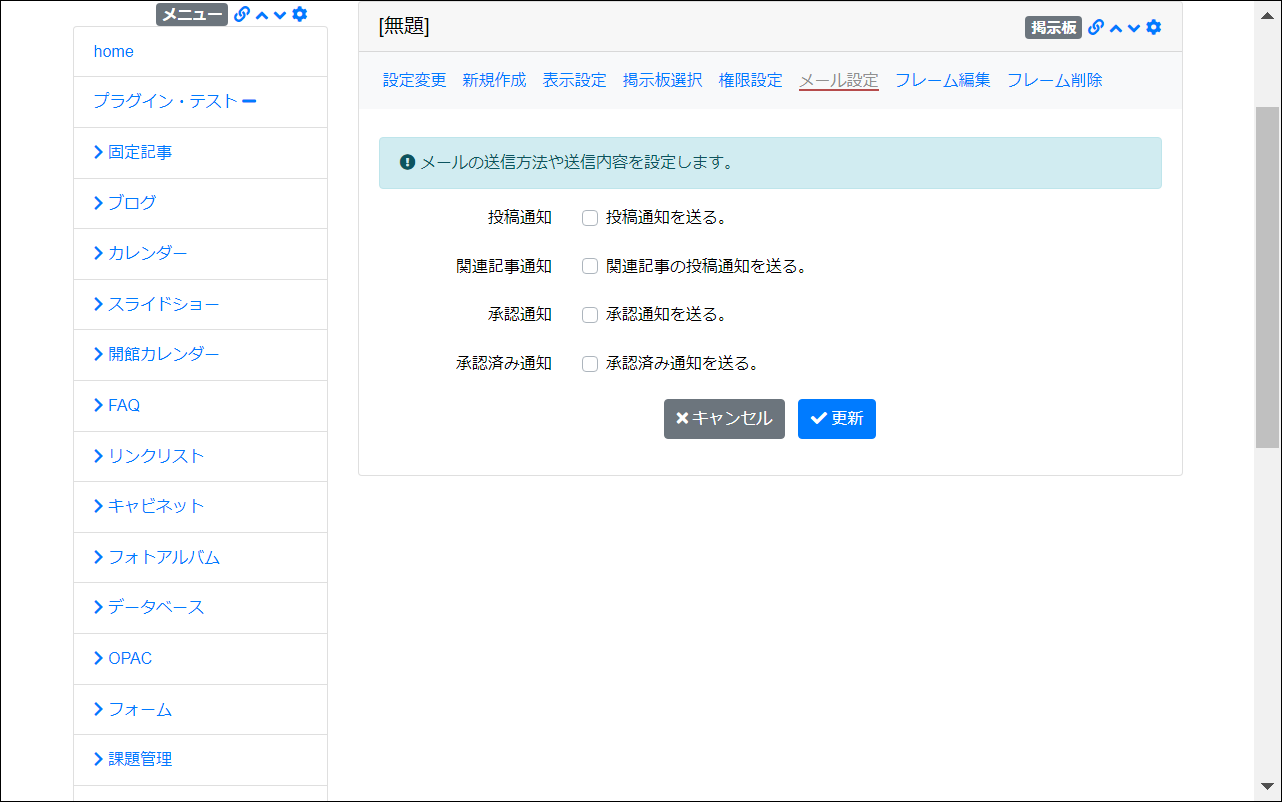 メニュー
home
プラグイン・テスト
固定記事
ブログ
カレンダー
スライドショー
開館カレンダー
FAQ
リンクリスト
キャビネット
フォトアルバム
データベース
OPAC
フォーム
課題管理
[無題]
掲示板
設定変更 新規作成 表示設定 掲示板選択 権限設定 メール設定 フレーム編集 フレーム削除
メールの送信方法や送信内容を設定します。
投稿通知 投稿通知を送る。
関連記事通知 関連記事の投稿通知を送る。
承認通知 承認通知を送る。
承認済み通知 承認済み通知を送る。
キャンセル 更新